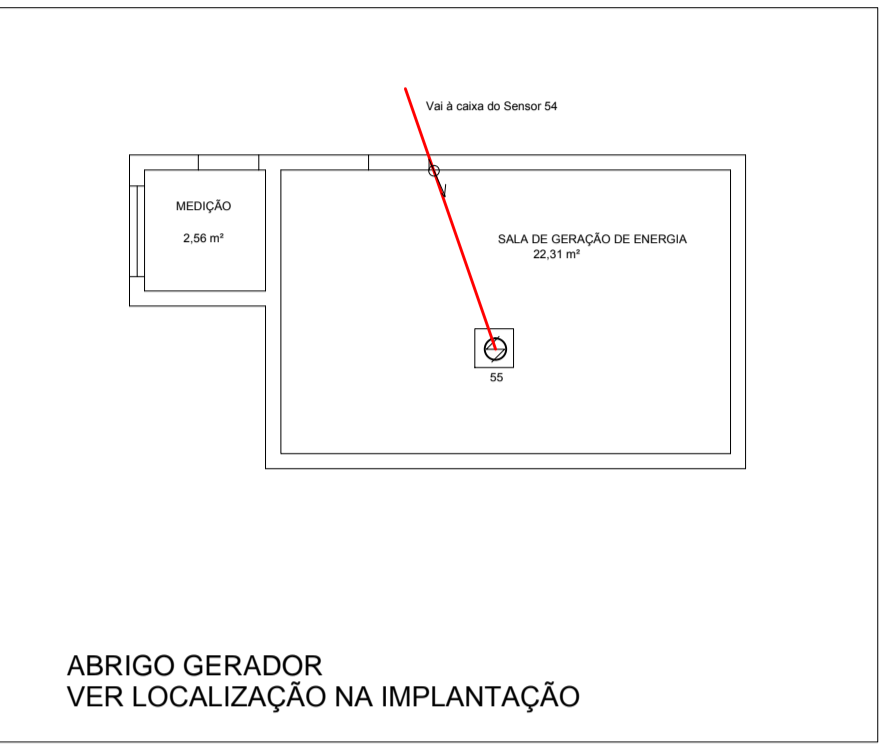 Vai à caixa do Sensor 54
MEDIÇÃO
2,56 m²
SALA DE GERAÇÃO DE ENERGIA
22,31 m²
55
ABRIGO GERADOR
VER LOCALIZAÇÃO NA IMPLANTAÇÃO